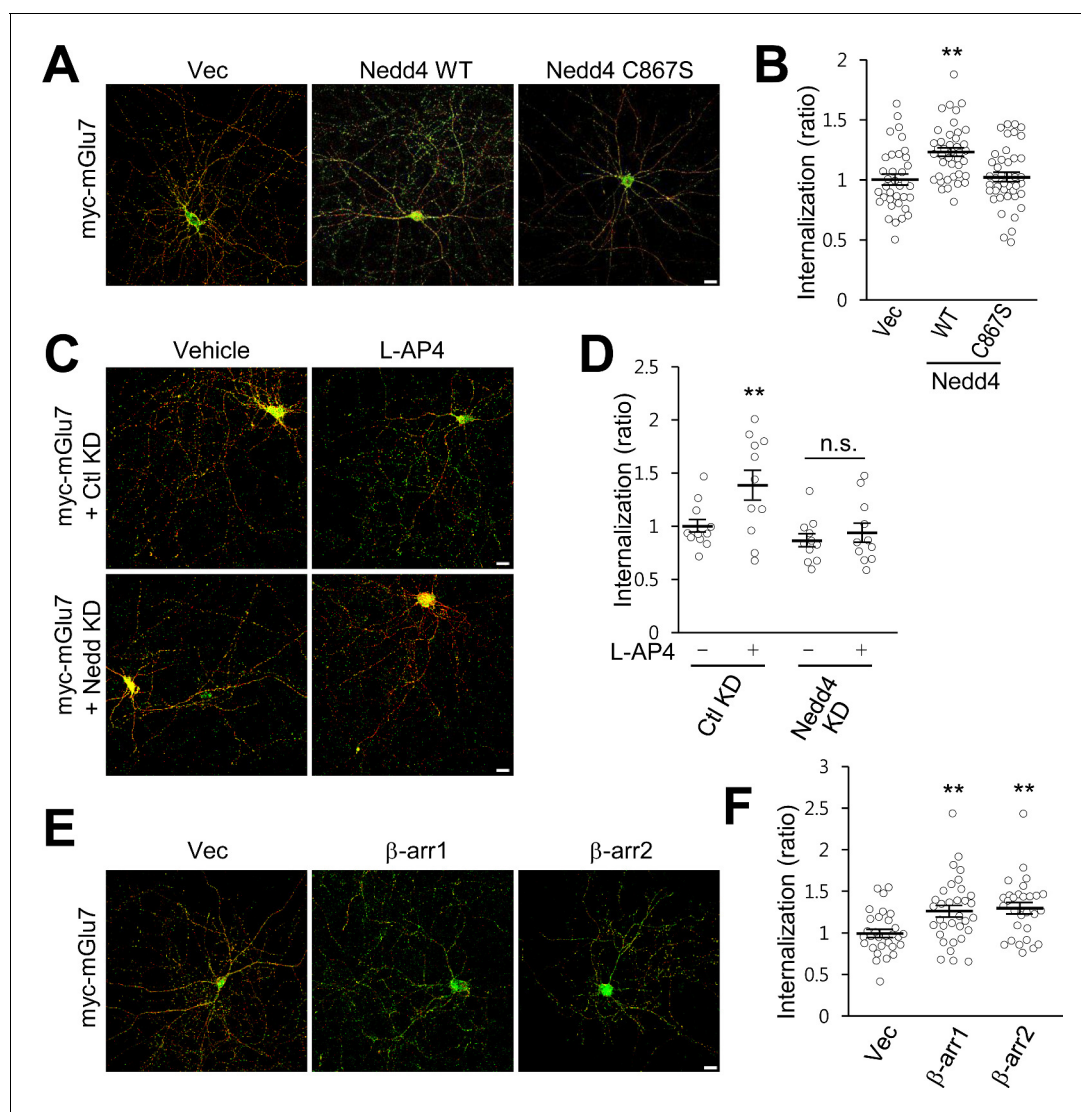 A
Vec
Nedd4 WT
Nedd4 C867S
myc-mGlu7
B
**
Internalization (ratio)
2
1.5
1
0.5
0
Vec
WT
C867S
Nedd4
C
Vehicle
L-AP4
myc-mGlu7
+ Ctl KD
myc-mGlu7
+ Nedd KD
D
**
n.s.
Internalization (ratio)
2.5
2
1.5
1
0.5
0
L-AP4 − + − +
Ctl KD
Nedd4
KD
E
Vec
β-arr1
β-arr2
myc-mGlu7
F
** **
Internalization (ratio)
3
2.5
2
1.5
1
0.5
0
Vec
β-arr1
β-arr2